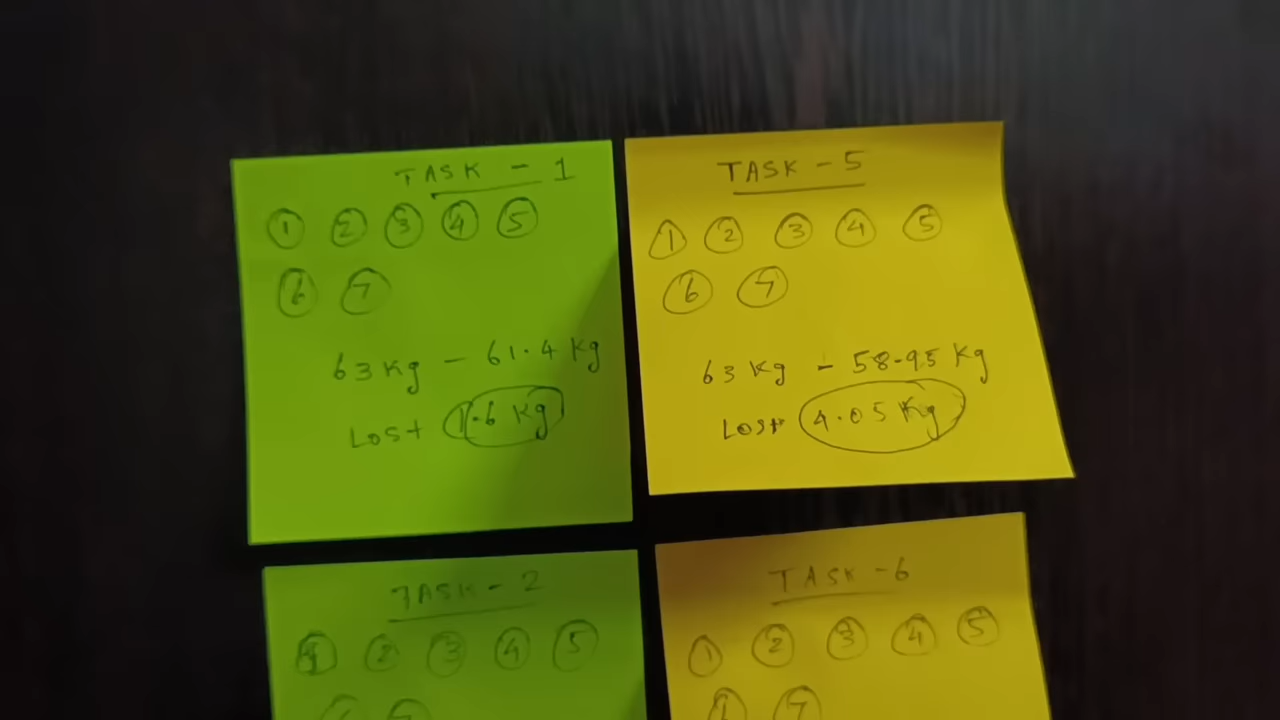 TASK - 1
1 2 3 4 5
6 7
63 Kg - 61.4 Kg
Lost 1.6 Kg
TASK - 5
1 2 3 4 5
6 7
63 Kg - 58.95 Kg
Lost 4.05 Kg
TASK - 2
1 2 3 4 5
TASK - 6
1 2 3 4 5
7